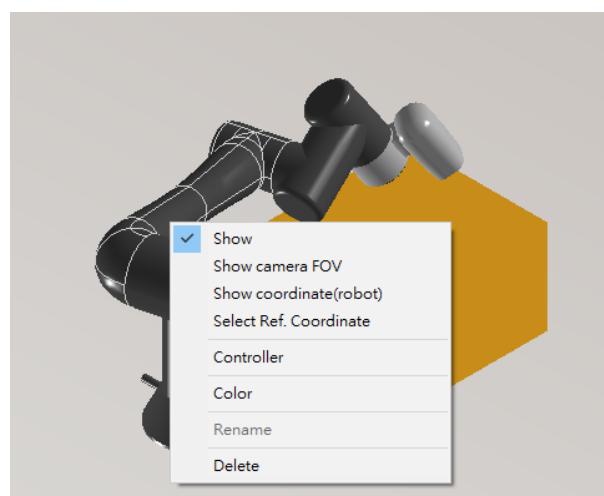 Show
Show camera FOV
Show coordinate(robot)
Select Ref. Coordinate
Controller
Color
Rename
Delete